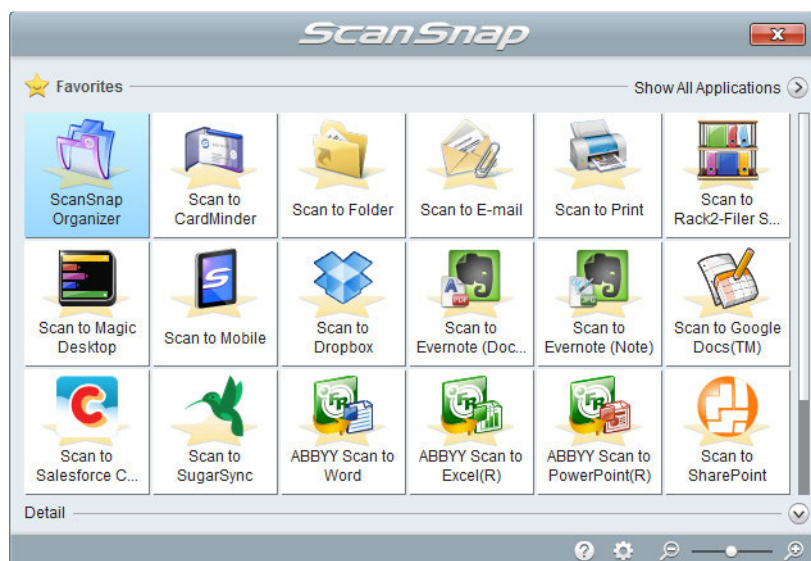 ScanSnap
Favorites
Show All Applications
ScanSnap
Organizer
Scan to
CardMinder
Scan to Folder
Scan to E-mail
Scan to Print
Scan to
Rack2-Filer S...
Scan to Magic
Desktop
Scan to Mobile
Scan to
Dropbox
Scan to
Evernote (Doc...
Scan to
Evernote (Note)
Scan to Google
Docs(TM)
Scan to
Salesforce C...
Scan to
SugarSync
ABBYY Scan to
Word
ABBYY Scan to
Excel(R)
ABBYY Scan to
PowerPoint(R)
Scan to
SharePoint
Detail